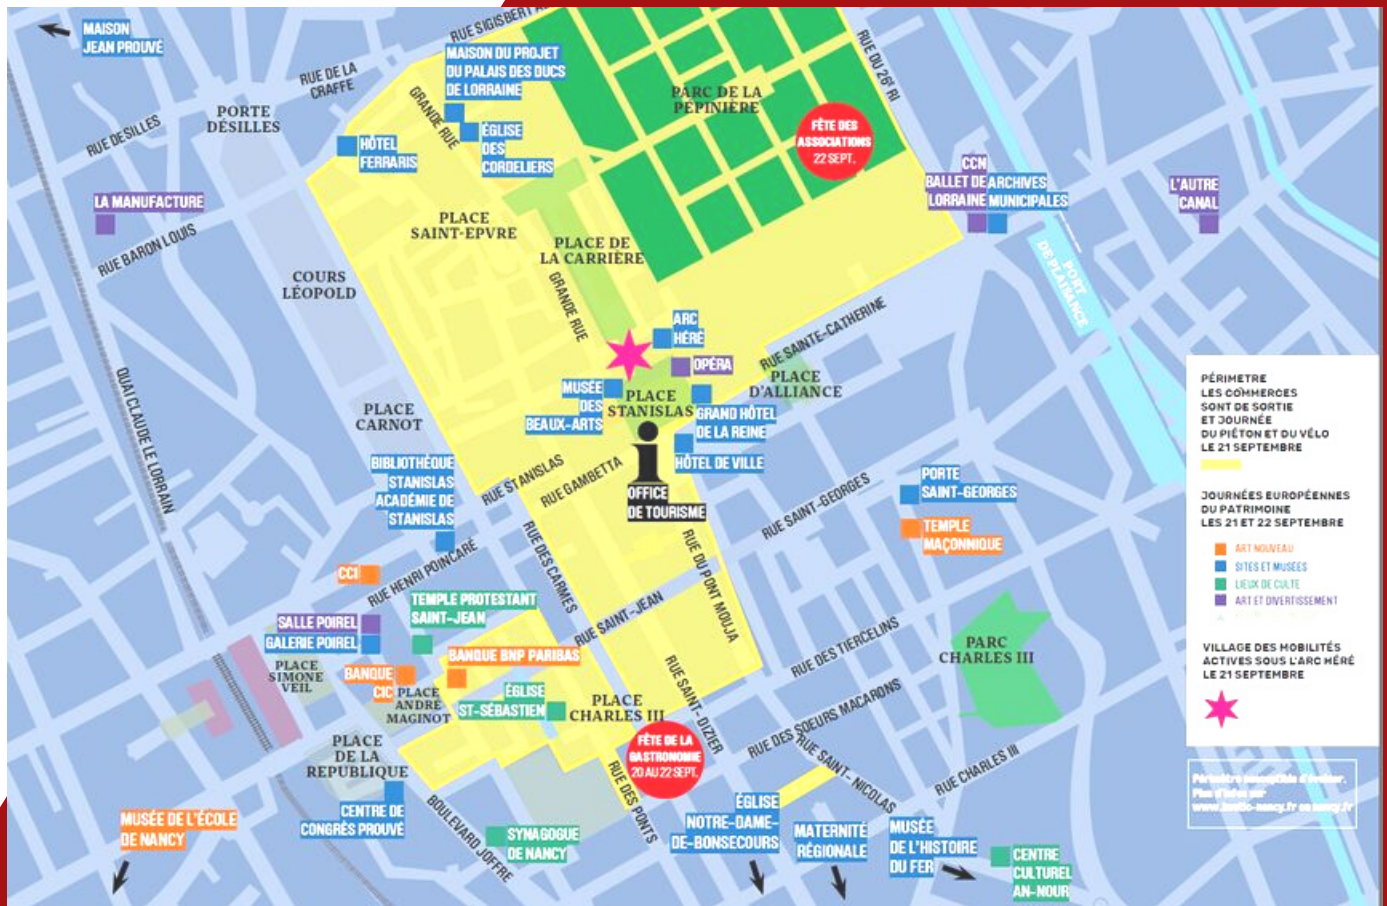 MAISON
JEAN PROUVÉ
RUE SIGISBERT
MAISON DU PROJET
DU PALAIS DES DUCS
DE LORRAINE
RUE DU 26E RI
RUE DE LA
CRAFFE
GRANDE RUE
PARC DE LA
PÉPINIÈRE
PORTE
DÉSILLES
RUE DÉSILLES
FÊTE DES
ASSOCIATIONS
22 SEPT.
HÔTEL
FERRARIS
ÉGLISE
DES
CORDELIERS
CCN
BALLET DE
LORRAINE
ARCHIVES
MUNICIPALES
L'AUTRE
CANAL
LA MANUFACTURE
PLACE
SAINT-EPVRE
RUE BARON LOUIS
PLACE DE
LA CARRIÈRE
PORT
DE PLAISANCE
COURS
LÉOPOLD
GRANDE RUE
ARC
HÉRÉ
RUE SAINTE-CATHERINE
OPÉRA
PLACE
D'ALLIANCE
QUAI CLAUDE LE LORRAIN
MUSÉE
DES
BEAUX-ARTS
PLACE
STANISLAS
GRAND HÔTEL
DE LA REINE
PLACE
CARNOT
HÔTEL DE VILLE
BIBLIOTHÈQUE
STANISLAS
ACADÉMIE DE
STANISLAS
RUE STANISLAS
RUE GAMBETTA
OFFICE
DE TOURISME
RUE SAINT-GEORGES
PORTE
SAINT-GEORGES
TEMPLE
MAÇONNIQUE
RUE DES CARMES
RUE DU PONT MOUJA
CCI
RUE HENRI POINCARÉ
TEMPLE PROTESTANT
SAINT-JEAN
RUE SAINT-JEAN
SALLE POIREL
GALERIE POIREL
RUE DES TIERCELINS
PARC
CHARLES III
BANQUE BNP PARIBAS
PLACE
SIMONE
VEIL
BANQUE
CIC
PLACE
ANDRÉ
MAGINOT
ÉGLISE
ST-SÉBASTIEN
PLACE
CHARLES III
RUE SAINT-DIZIER
RUE DES SOEURS MACARONS
FÊTE DE LA
GASTRONOMIE
20 AU 22 SEPT.
PLACE
DE LA
REPUBLIQUE
RUE SAINT-NICOLAS
RUE CHARLES III
RUE DES PONTS
CENTRE DE
CONGRÈS PROUVÉ
BOULEVARD JOFFRE
MUSÉE DE L'ÉCOLE
DE NANCY
SYNAGOGUE
DE NANCY
ÉGLISE
NOTRE-DAME-
DE-BONSECOURS
MATERNITÉ
RÉGIONALE
MUSÉE
DE L'HISTOIRE
DU FER
CENTRE
CULTUREL
AN-NOUR
PÉRIMETRE
LES COMMERCES
SONT DE SORTIE
ET JOURNÉE
DU PIÉTON ET DU VÉLO
LE 21 SEPTEMBRE
JOURNÉES EUROPÉENNES
DU PATRIMOINE
LES 21 ET 22 SEPTEMBRE
ART NOUVEAU
SITES ET MUSÉES
LIEUX DE CULTE
ART ET DIVERTISSEMENT
VILLAGE DES MOBILITÉS
ACTIVES SOUS L'ARC HÉRÉ
LE 21 SEPTEMBRE
Périmètre susceptible d'évoluer.
Plus d'infos sur
nancy.fr